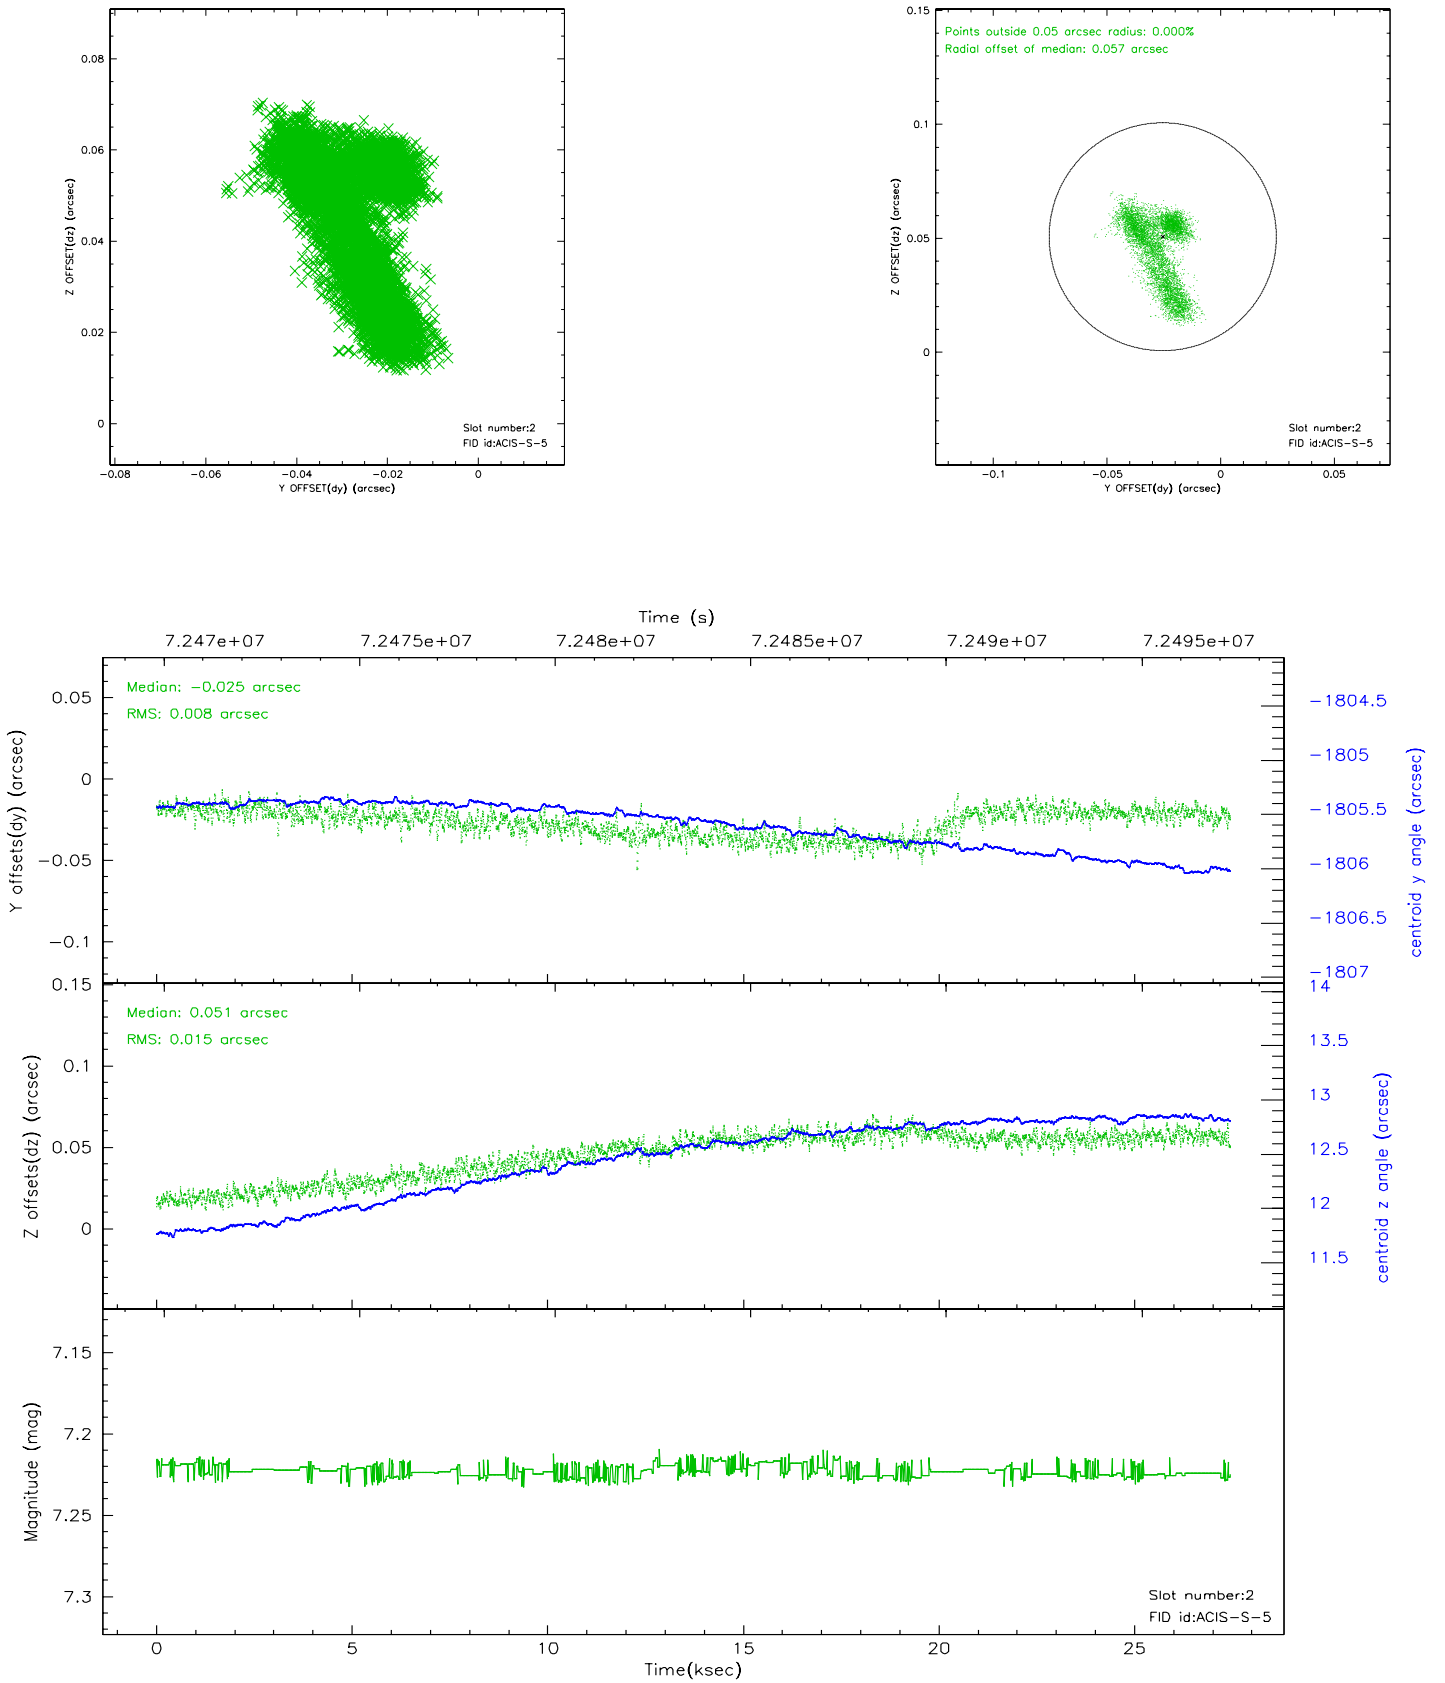 0.08
0.06
0.04
0.02
0
Z OFFSET(dz) (arcsec)
Slot number:2
FID id:ACIS-S-5
-0.08 -0.06 -0.04 -0.02 0
Y OFFSET(dy) (arcsec)
0.15
0.1
0.05
0
Z OFFSET(dz) (arcsec)
Points outside 0.05 arcsec radius: 0.000%
Radial offset of median: 0.057 arcsec
Slot number:2
FID id:ACIS-S-5
-0.1 -0.05 0 0.05
Y OFFSET(dy) (arcsec)
Time (s)
7.247e+07 7.2475e+07 7.248e+07 7.2485e+07 7.249e+07 7.2495e+07
Median: -0.025 arcsec
RMS: 0.008 arcsec
0.05
0
-0.05
-0.1
Y offsets(dy) (arcsec)
-1804.5
-1805
-1805.5
-1806
-1806.5
-1807
centroid y angle (arcsec)
Median: 0.051 arcsec
RMS: 0.015 arcsec
0.15
0.1
0.05
0
Z offsets(dz) (arcsec)
14
13.5
13
12.5
12
11.5
centroid z angle (arcsec)
7.15
7.2
7.25
7.3
Magnitude (mag)
Slot number:2
FID id:ACIS-S-5
0 5 10 15 20 25
Time(ksec)